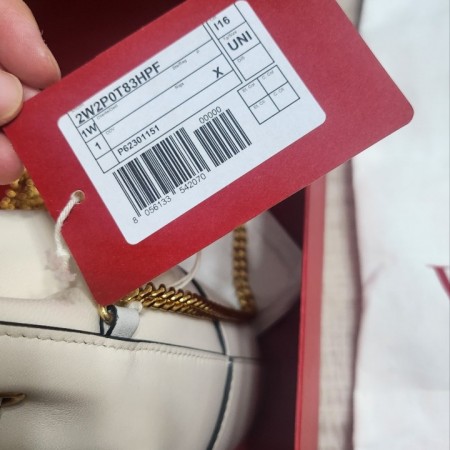 2W2P0T83HPF
I16
1W
X
UNI
1
P62301151
00000
8 056133 542070